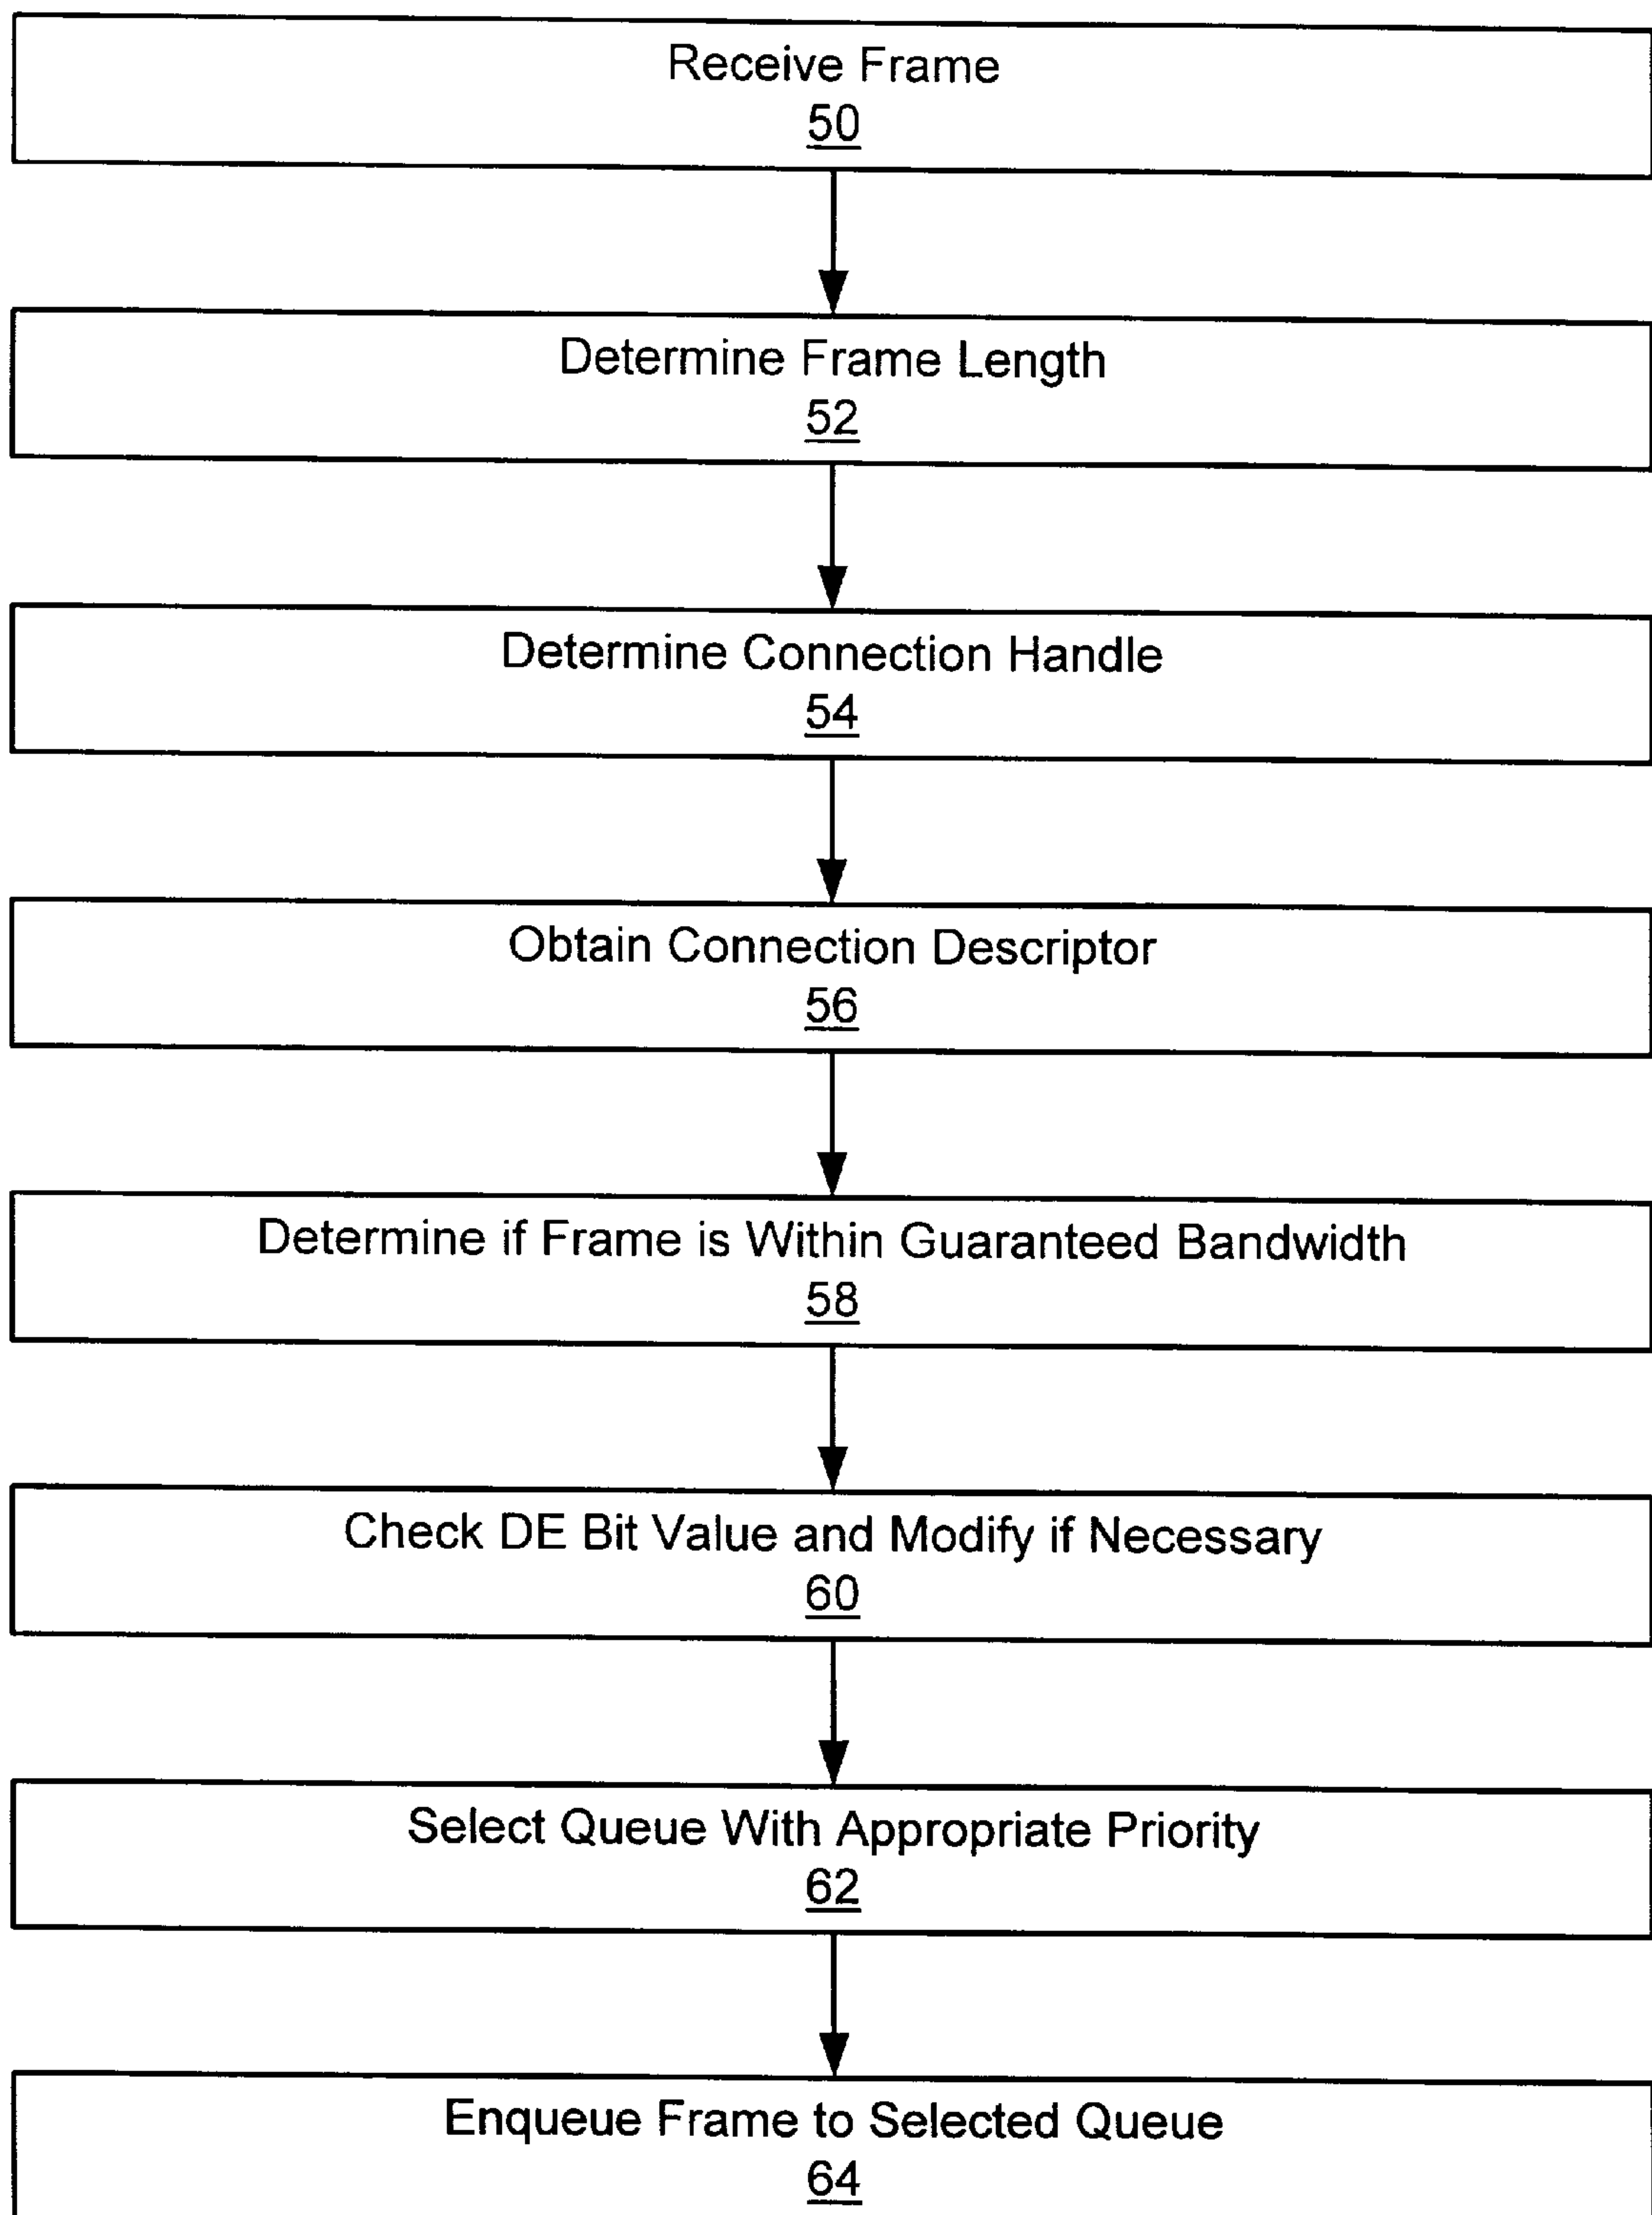 Receive Frame
50
Determine Frame Length
52
Determine Connection Handle
54
Obtain Connection Descriptor
56
Determine if Frame is Within Guaranteed Bandwidth
58
Check DE Bit Value and Modify if Necessary
60
Select Queue With Appropriate Priority
62
Enqueue Frame to Selected Queue
64